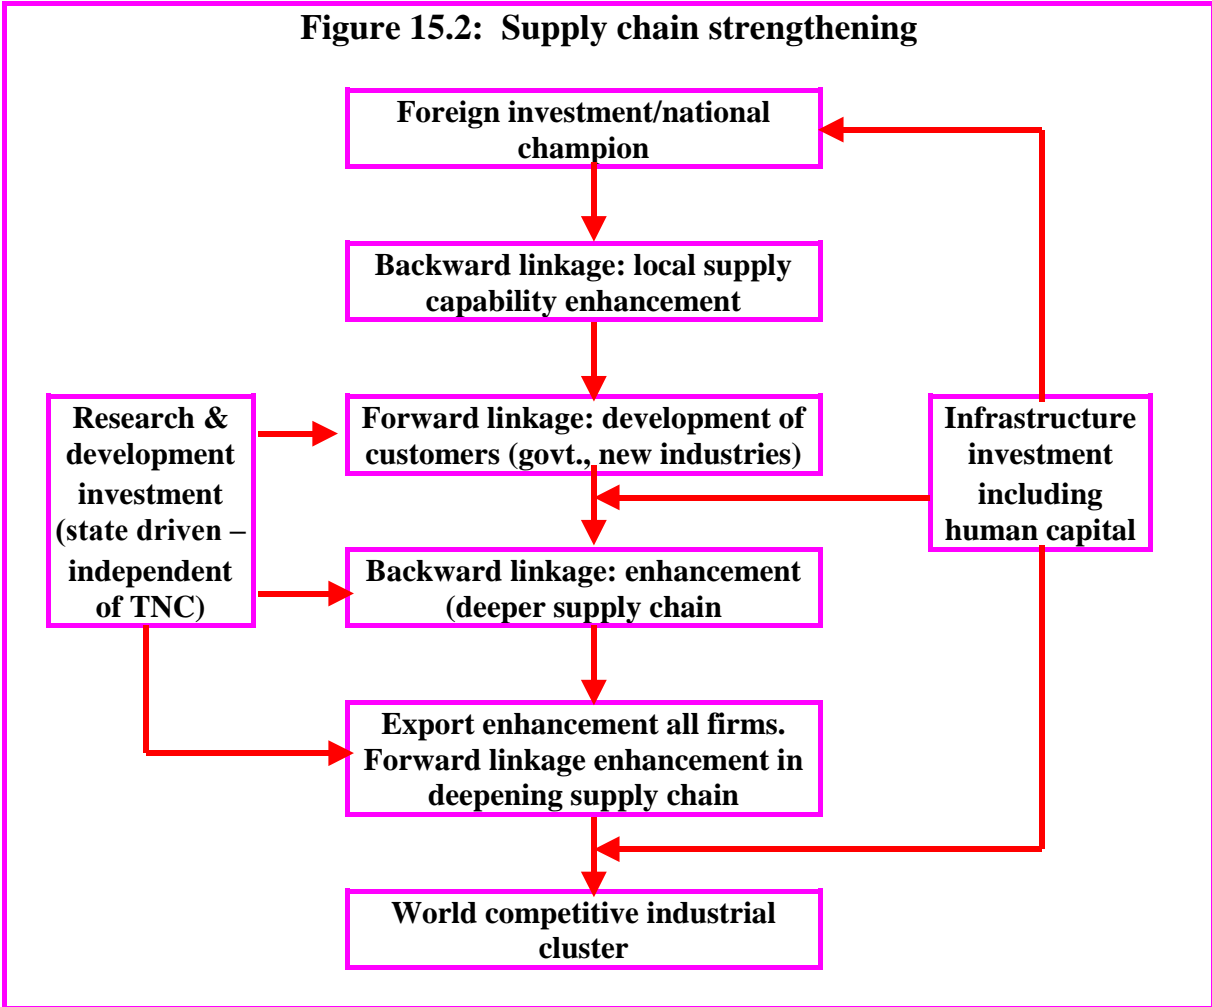 Figure 15.2:  Supply chain strengthening
Foreign investment/national
champion
Backward linkage: local supply
capability enhancement
Research &
development
investment
(state driven –
independent
of TNC)
Forward linkage: development of
customers (govt., new industries)
Infrastructure
investment
including
human capital
Backward linkage: enhancement
(deeper supply chain
Export enhancement all firms.
Forward linkage enhancement in
deepening supply chain
World competitive industrial
cluster